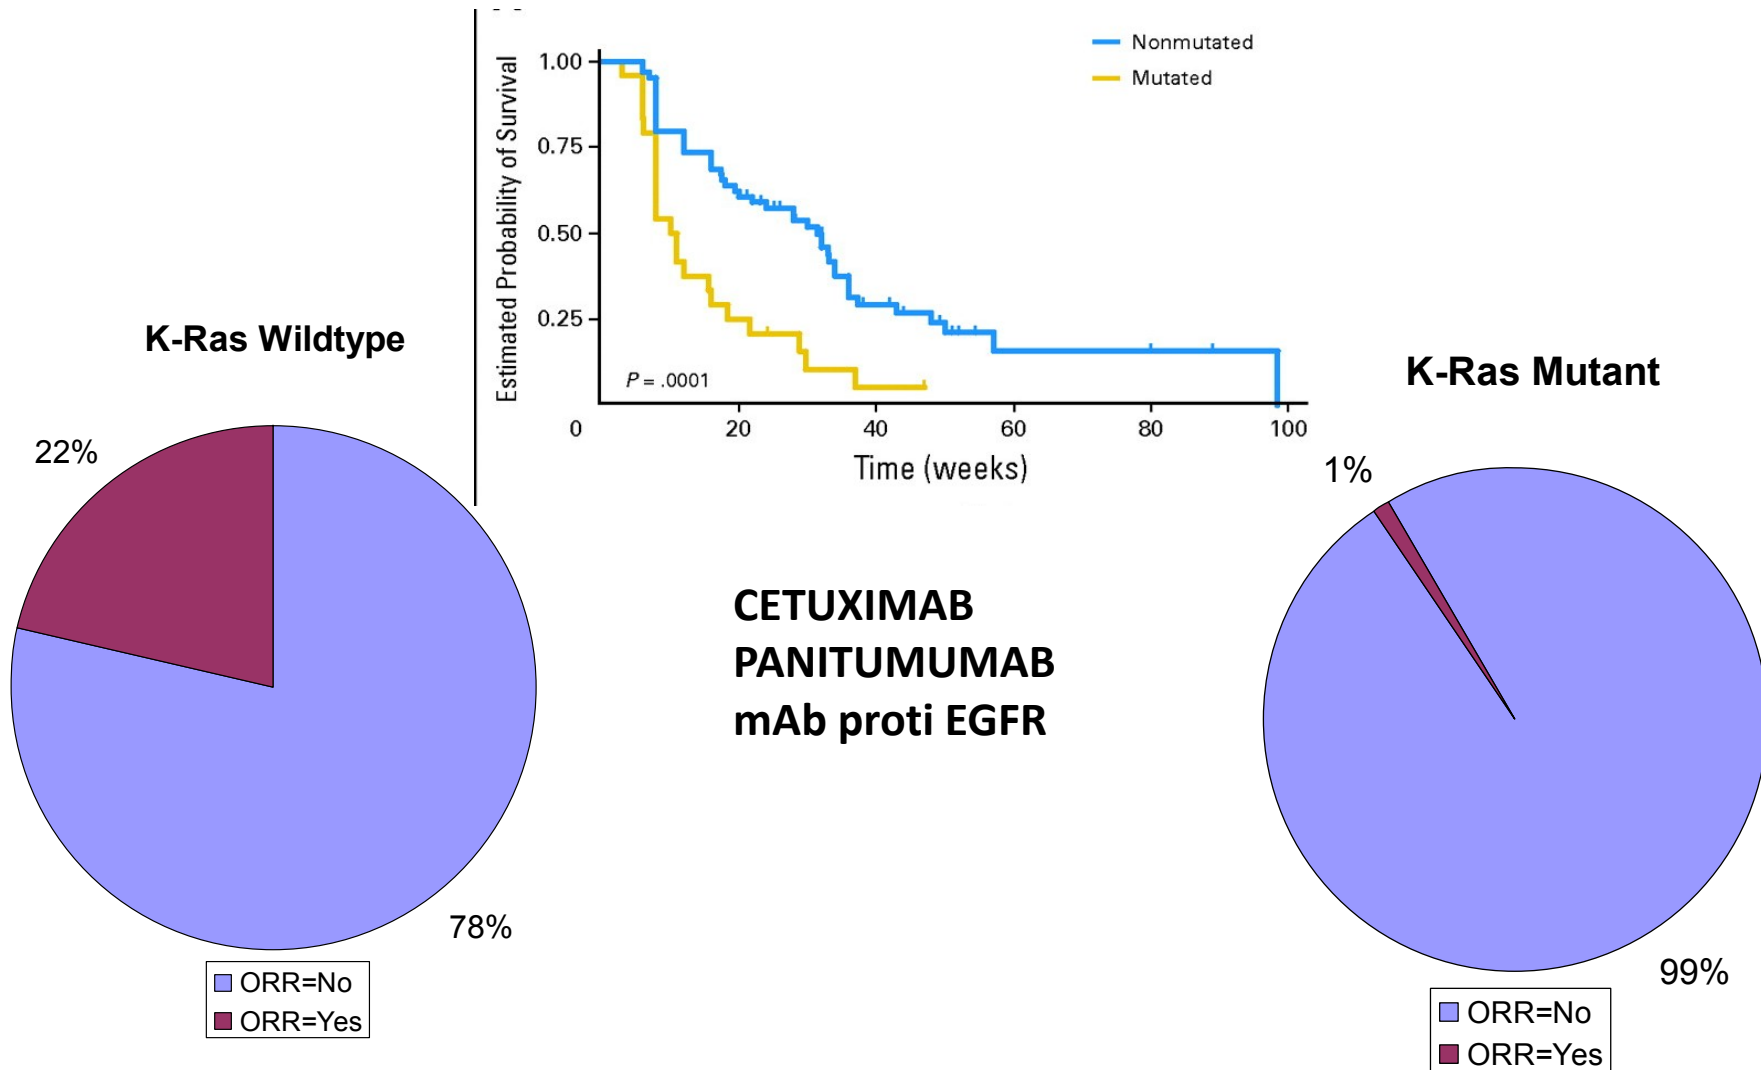 Nonmutated
Mutated
Estimated Probability of Survival
1.00
0.75
0.50
0.25
P = .0001
0
20
40
60
80
100
Time (weeks)
K-Ras Wildtype
22%
78%
ORR=No
ORR=Yes
CETUXIMAB
PANITUMUMAB
mAb proti EGFR
K-Ras Mutant
1%
99%
ORR=No
ORR=Yes